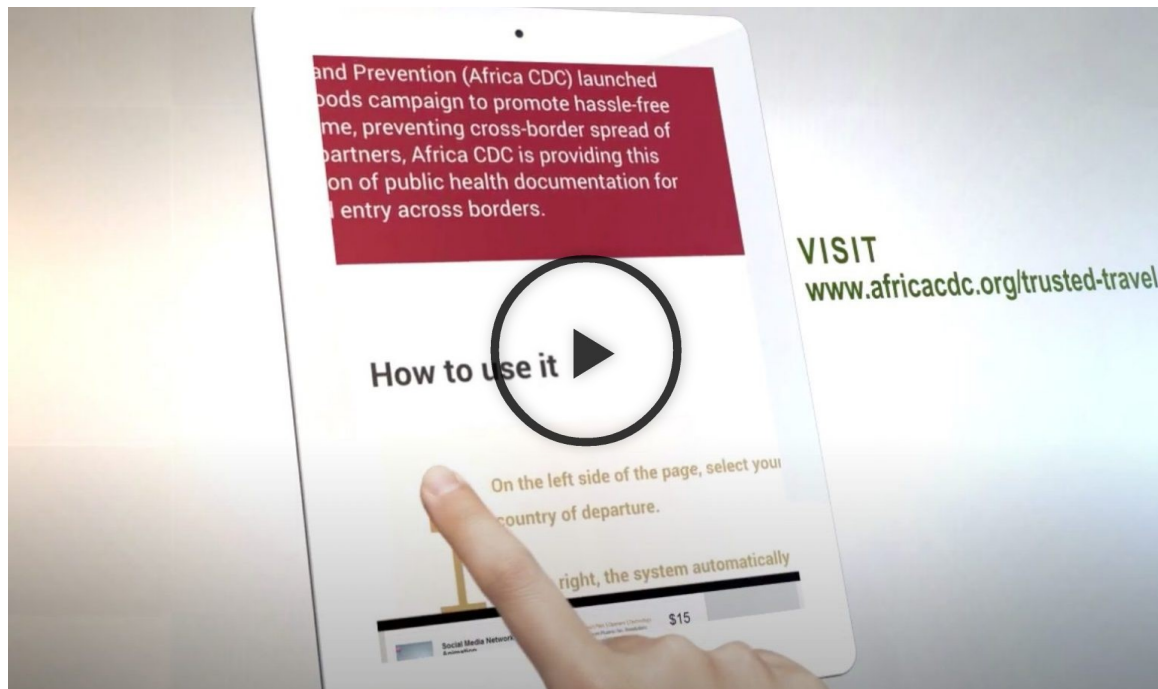 and Prevention (Africa CDC) launched
ods campaign to promote hassle-free
me, preventing cross-border spread of
partners, Africa CDC is providing this
on of public health documentation for
entry across borders.
VISIT
www.africacdc.org/trusted-travel
How to use it
On the left side of the page, select your
country of departure.
right, the system automatically
Social Media Network
$15